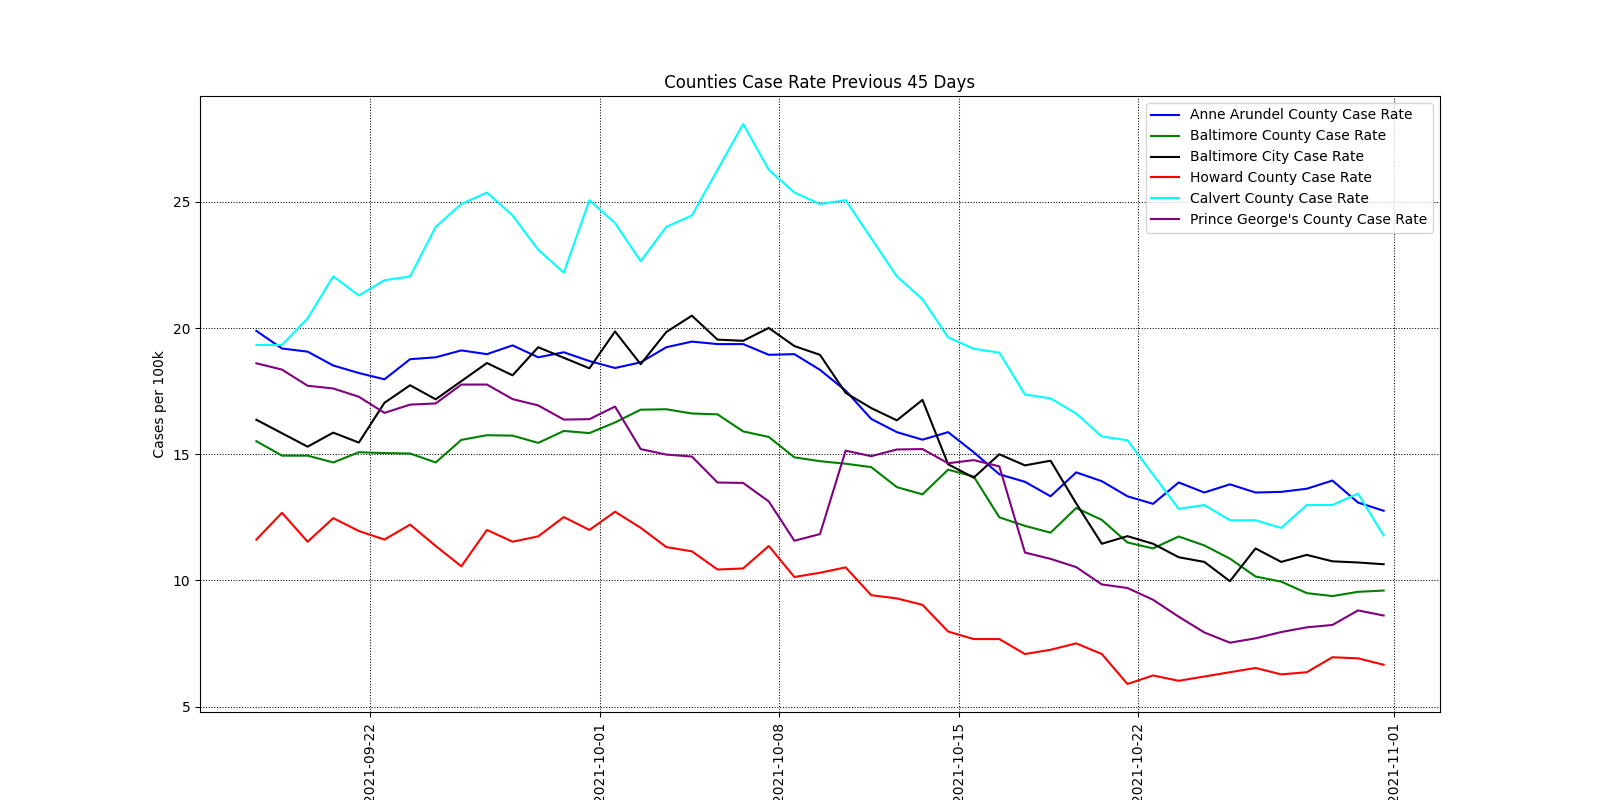 Counties Case Rate Previous 45 Days
Anne Arundel County Case Rate
Baltimore County Case Rate
Baltimore City Case Rate
Howard County Case Rate
Calvert County Case Rate
Prince George's County Case Rate
Cases per 100k
25
20
15
10
5
2021-09-22
2021-10-01
2021-10-08
2021-10-15
2021-10-22
2021-11-01